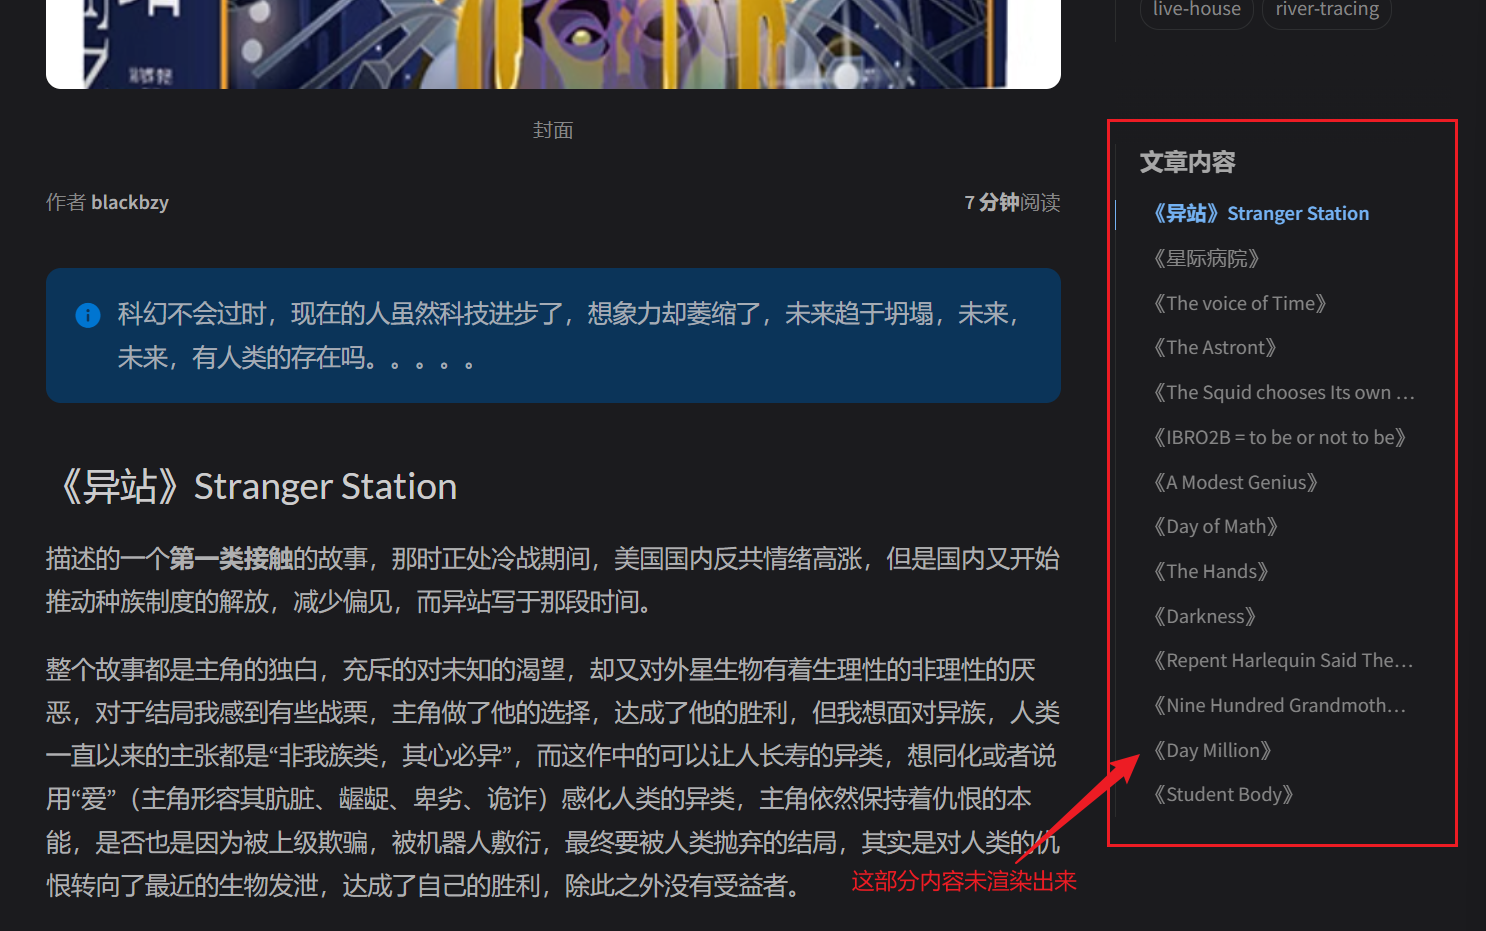 live-house
river-tracing
封面
作者 blackbzy
7 分钟阅读
科幻不会过时，现在的人虽然科技进步了，想象力却萎缩了，未来趋于坍塌，未来，
未来，有人类的存在吗。。。。。
《异站》Stranger Station
描述的一个第一类接触的故事，那时正处冷战期间，美国国内反共情绪高涨，但是国内又开始
推动种族制度的解放，减少偏见，而异站写于那段时间。
整个故事都是主角的独白，充斥的对未知的渴望，却又对外星生物有着生理性的非理性的厌
恶，对于结局我感到有些战栗，主角做了他的选择，达成了他的胜利，但我想面对异族，人类
一直以来的主张都是“非我族类，其心必异”，而这作中的可以让人长寿的异类，想同化或者说
用“爱”（主角形容其肮脏、龌龊、卑劣、诡诈）感化人类的异类，主角依然保持着仇恨的本
能，是否也是因为被上级欺骗，被机器人敷衍，最终要被人类抛弃的结局，其实是对人类的仇
恨转向了最近的生物发泄，达成了自己的胜利，除此之外没有受益者。
文章内容
《异站》Stranger Station
《星际病院》
《The voice of Time》
《The Astront》
《The Squid chooses Its own …
《IBRO2B = to be or not to be》
《A Modest Genius》
《Day of Math》
《The Hands》
《Darkness》
《Repent Harlequin Said The…
《Nine Hundred Grandmoth…
《Day Million》
《Student Body》
这部分内容未渲染出来